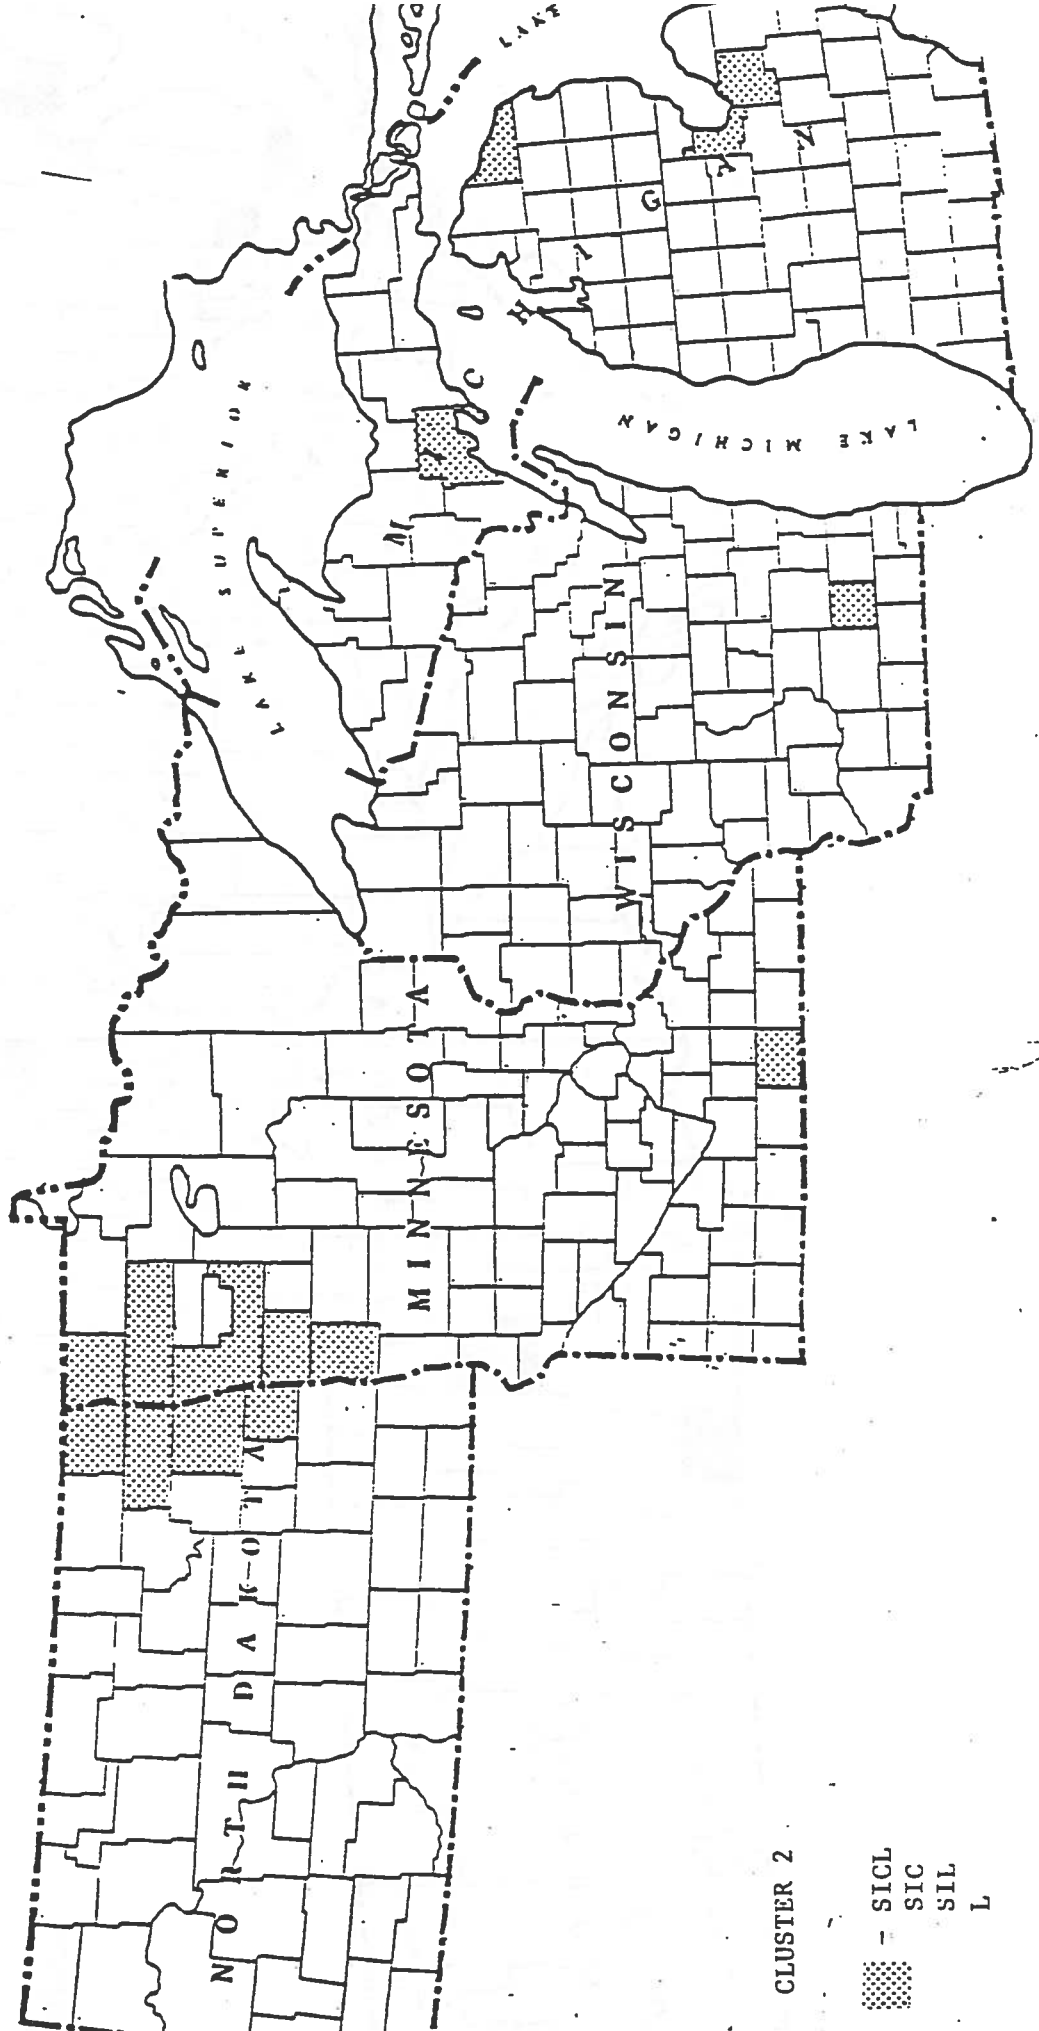 LAKE
LAKE SUPERIOR
MICHIGAN
LAKE MICHIGAN
WISCONSIN
MINNESOTA
NORTH DAKOTA
CLUSTER 2
- SICL
SIC
SIL
L